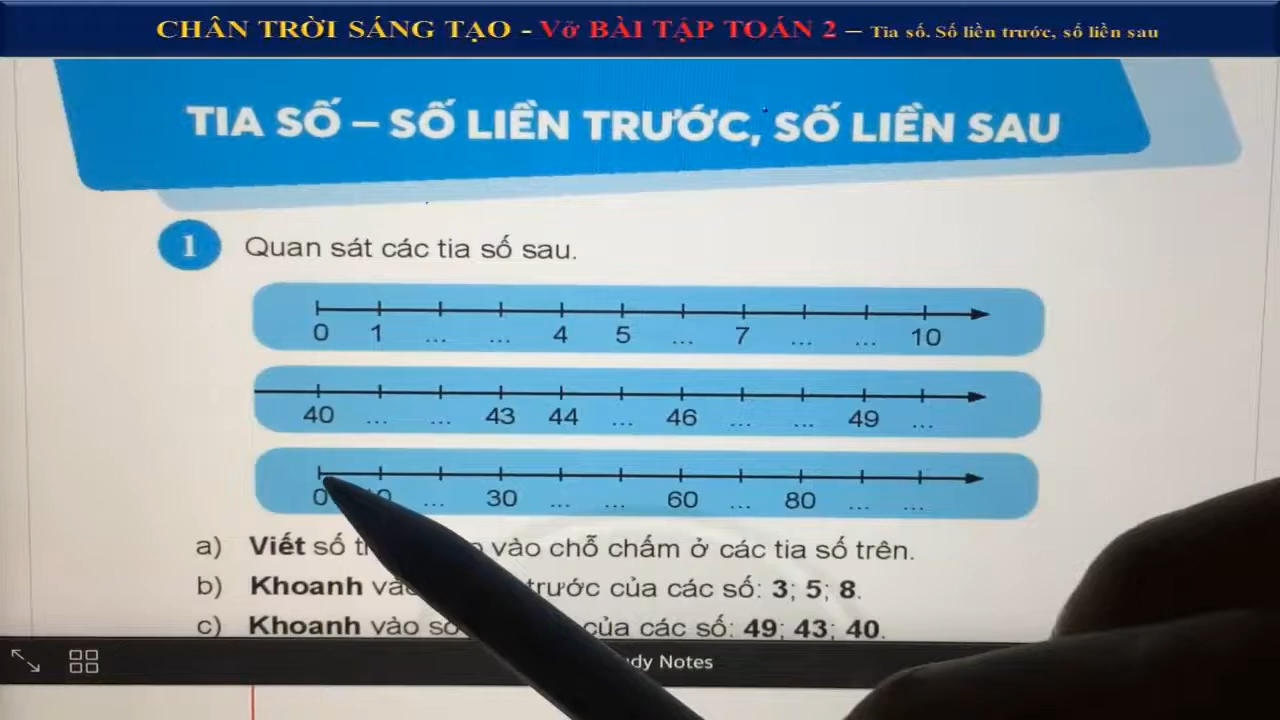 CHÂN TRỜI SÁNG TẠO - Vở BÀI TẬP TOÁN 2 – Tia số. Số liền trước, số liền sau
TIA SỐ – SỐ LIỀN TRƯỚC, SỐ LIỀN SAU
1 Quan sát các tia số sau.
0 1 ... ... 4 5 ... 7 ... ... 10
40 ... ... 43 44 ... 46 ... ... 49 ...
0 10 ... 30 ... ... 60 ... 80 ... ...
a) Viết số vào chỗ chấm ở các tia số trên.
b) Khoanh trước của các số: 3; 5; 8.
c) Khoanh vào số của các số: 49; 43; 40.
Notes